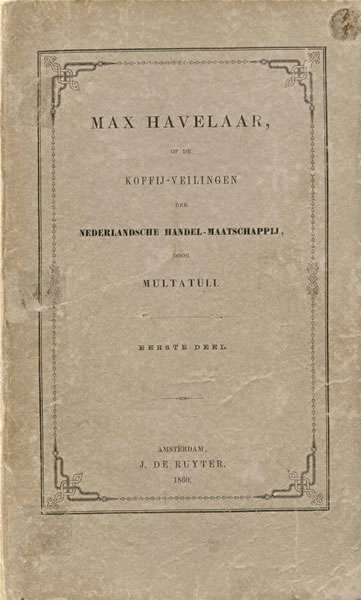 MAX HAVELAAR,
OF DE
KOFFIJ-VEILINGEN
DER
NEDERLANDSCHE HANDEL-MAATSCHAPPIJ,
DOOR
MULTATULI.
EERSTE DEEL.
AMSTERDAM,
J. DE RUYTER.
1860.